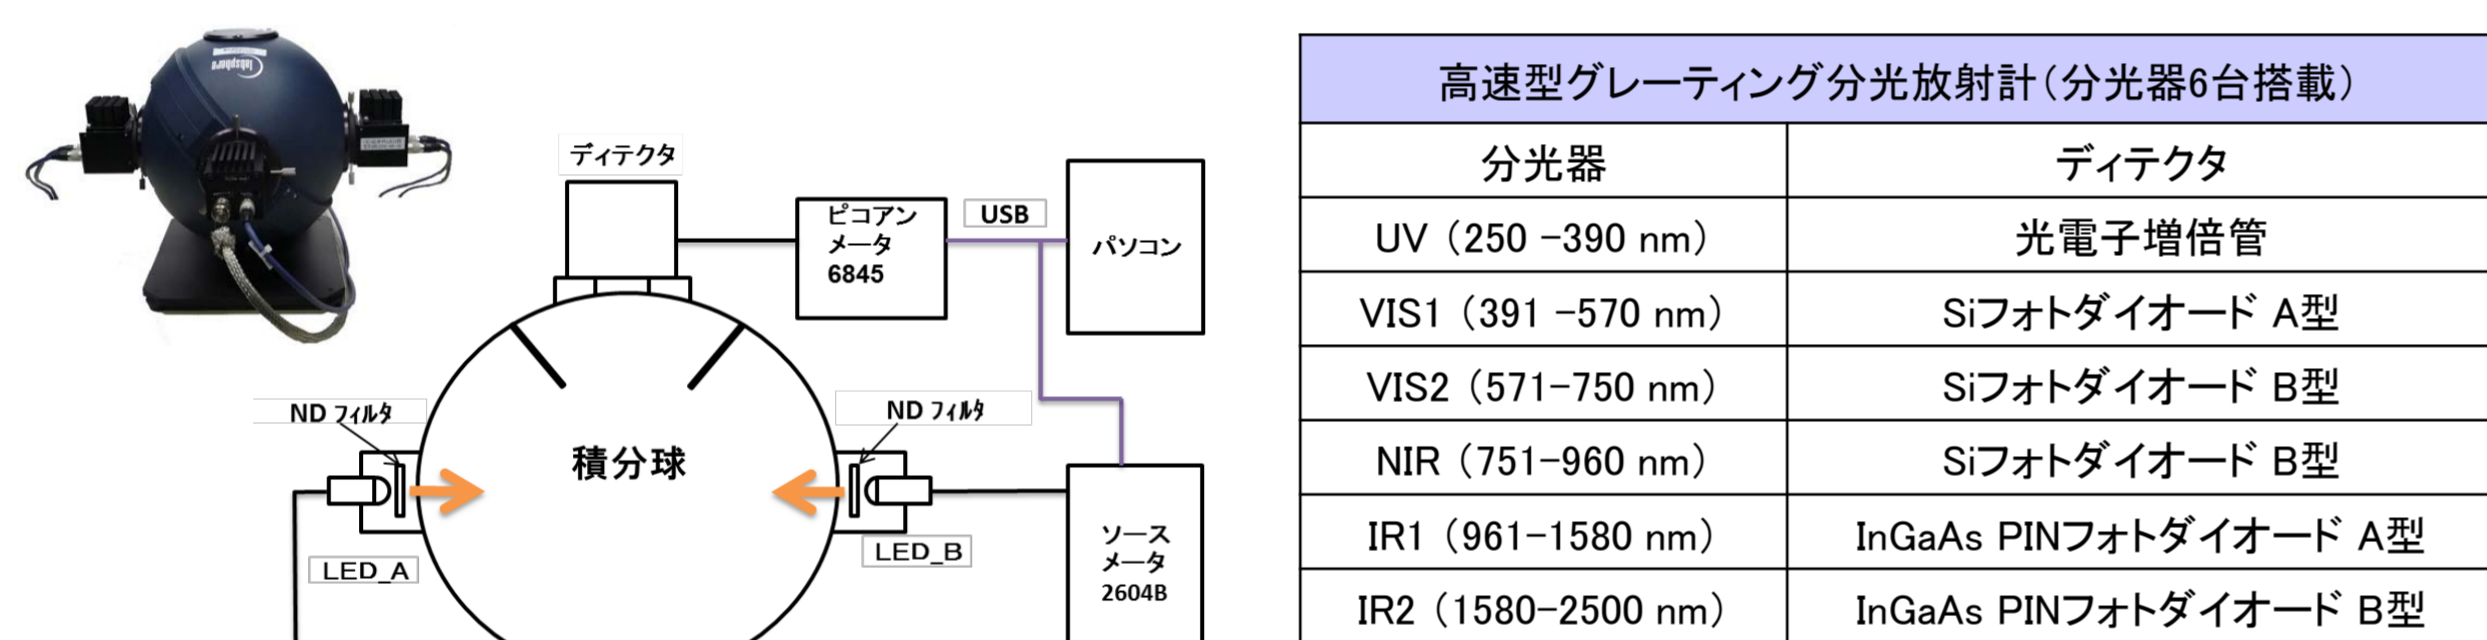 labsphere
ディテクタ
ピコアン
メータ
6845
USB
パソコン
ND フィルタ
ND フィルタ
積分球
LED_A
LED_B
ソース
メータ
2604B
高速型グレーティング分光放射計（分光器6台搭載）
分光器 ディテクタ
UV（250 −390 nm） 光電子増倍管
VIS1（391 −570 nm） Siフォトダイオード A型
VIS2（571−750 nm） Siフォトダイオード B型
NIR（751−960 nm） Siフォトダイオード B型
IR1（961−1580 nm） InGaAs PINフォトダイオード A型
IR2（1580−2500 nm） InGaAs PINフォトダイオード B型